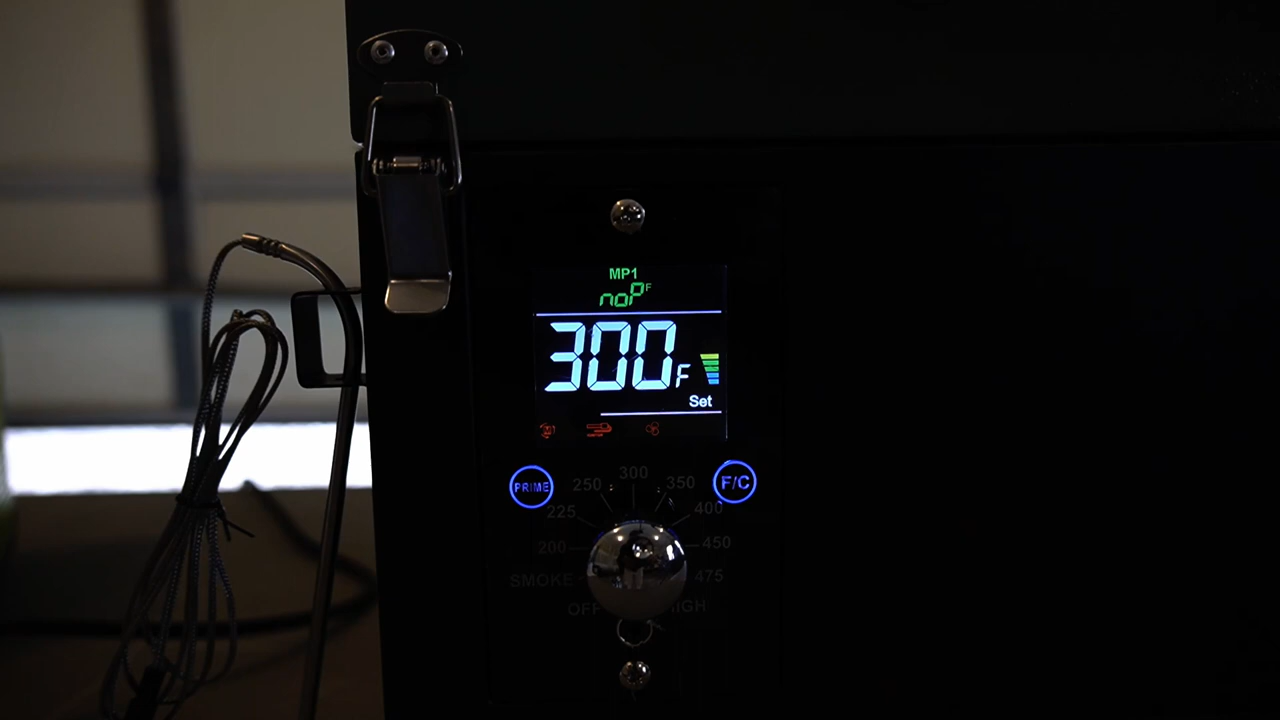 MP1
noP F
300 F
Set
PRIME
F/C
300
250
350
225
400
200
450
SMOKE
475
OFF
HIGH